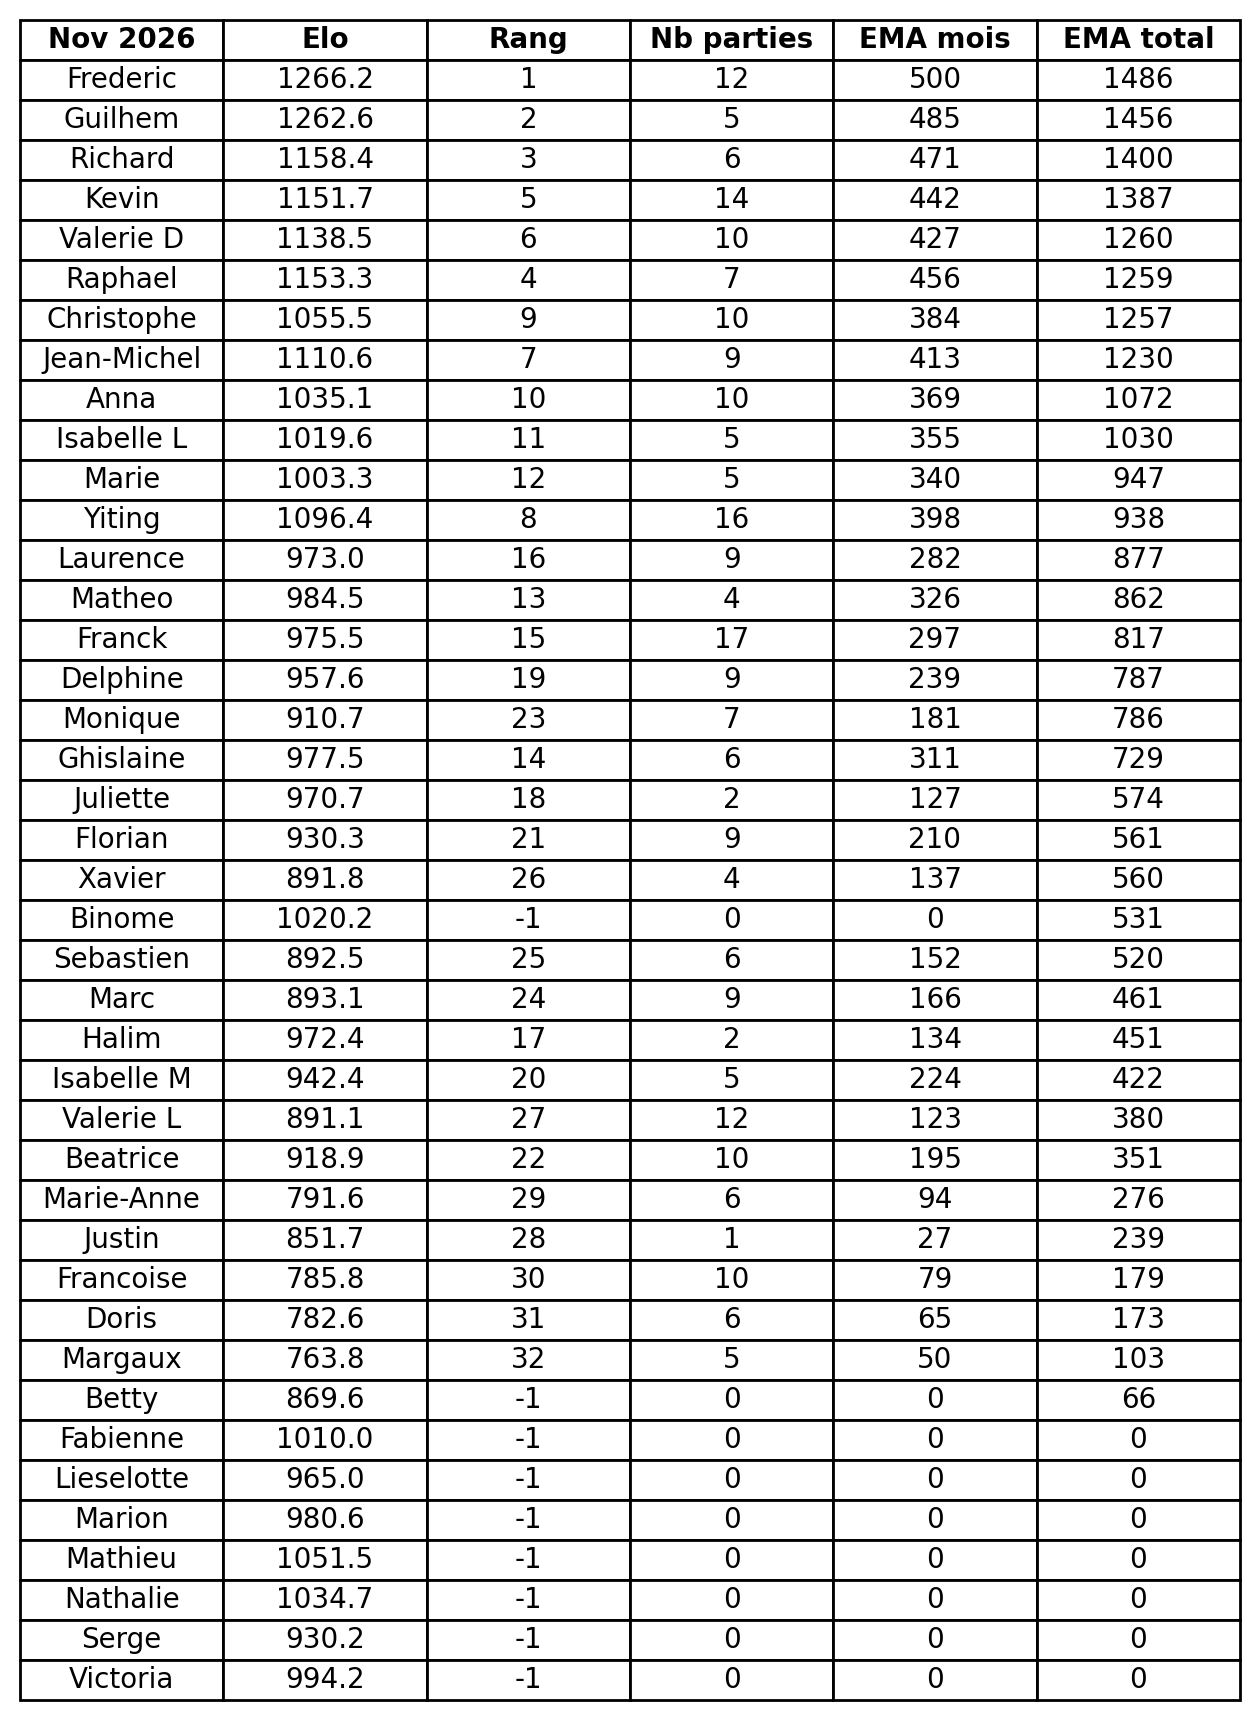 Nov 2026 Elo Rang Nb parties EMA mois EMA total
Frederic 1266.2 1 12 500 1486
Guilhem 1262.6 2 5 485 1456
Richard 1158.4 3 6 471 1400
Kevin 1151.7 5 14 442 1387
Valerie D 1138.5 6 10 427 1260
Raphael 1153.3 4 7 456 1259
Christophe 1055.5 9 10 384 1257
Jean-Michel 1110.6 7 9 413 1230
Anna 1035.1 10 10 369 1072
Isabelle L 1019.6 11 5 355 1030
Marie 1003.3 12 5 340 947
Yiting 1096.4 8 16 398 938
Laurence 973.0 16 9 282 877
Matheo 984.5 13 4 326 862
Franck 975.5 15 17 297 817
Delphine 957.6 19 9 239 787
Monique 910.7 23 7 181 786
Ghislaine 977.5 14 6 311 729
Juliette 970.7 18 2 127 574
Florian 930.3 21 9 210 561
Xavier 891.8 26 4 137 560
Binome 1020.2 -1 0 0 531
Sebastien 892.5 25 6 152 520
Marc 893.1 24 9 166 461
Halim 972.4 17 2 134 451
Isabelle M 942.4 20 5 224 422
Valerie L 891.1 27 12 123 380
Beatrice 918.9 22 10 195 351
Marie-Anne 791.6 29 6 94 276
Justin 851.7 28 1 27 239
Francoise 785.8 30 10 79 179
Doris 782.6 31 6 65 173
Margaux 763.8 32 5 50 103
Betty 869.6 -1 0 0 66
Fabienne 1010.0 -1 0 0 0
Lieselotte 965.0 -1 0 0 0
Marion 980.6 -1 0 0 0
Mathieu 1051.5 -1 0 0 0
Nathalie 1034.7 -1 0 0 0
Serge 930.2 -1 0 0 0
Victoria 994.2 -1 0 0 0